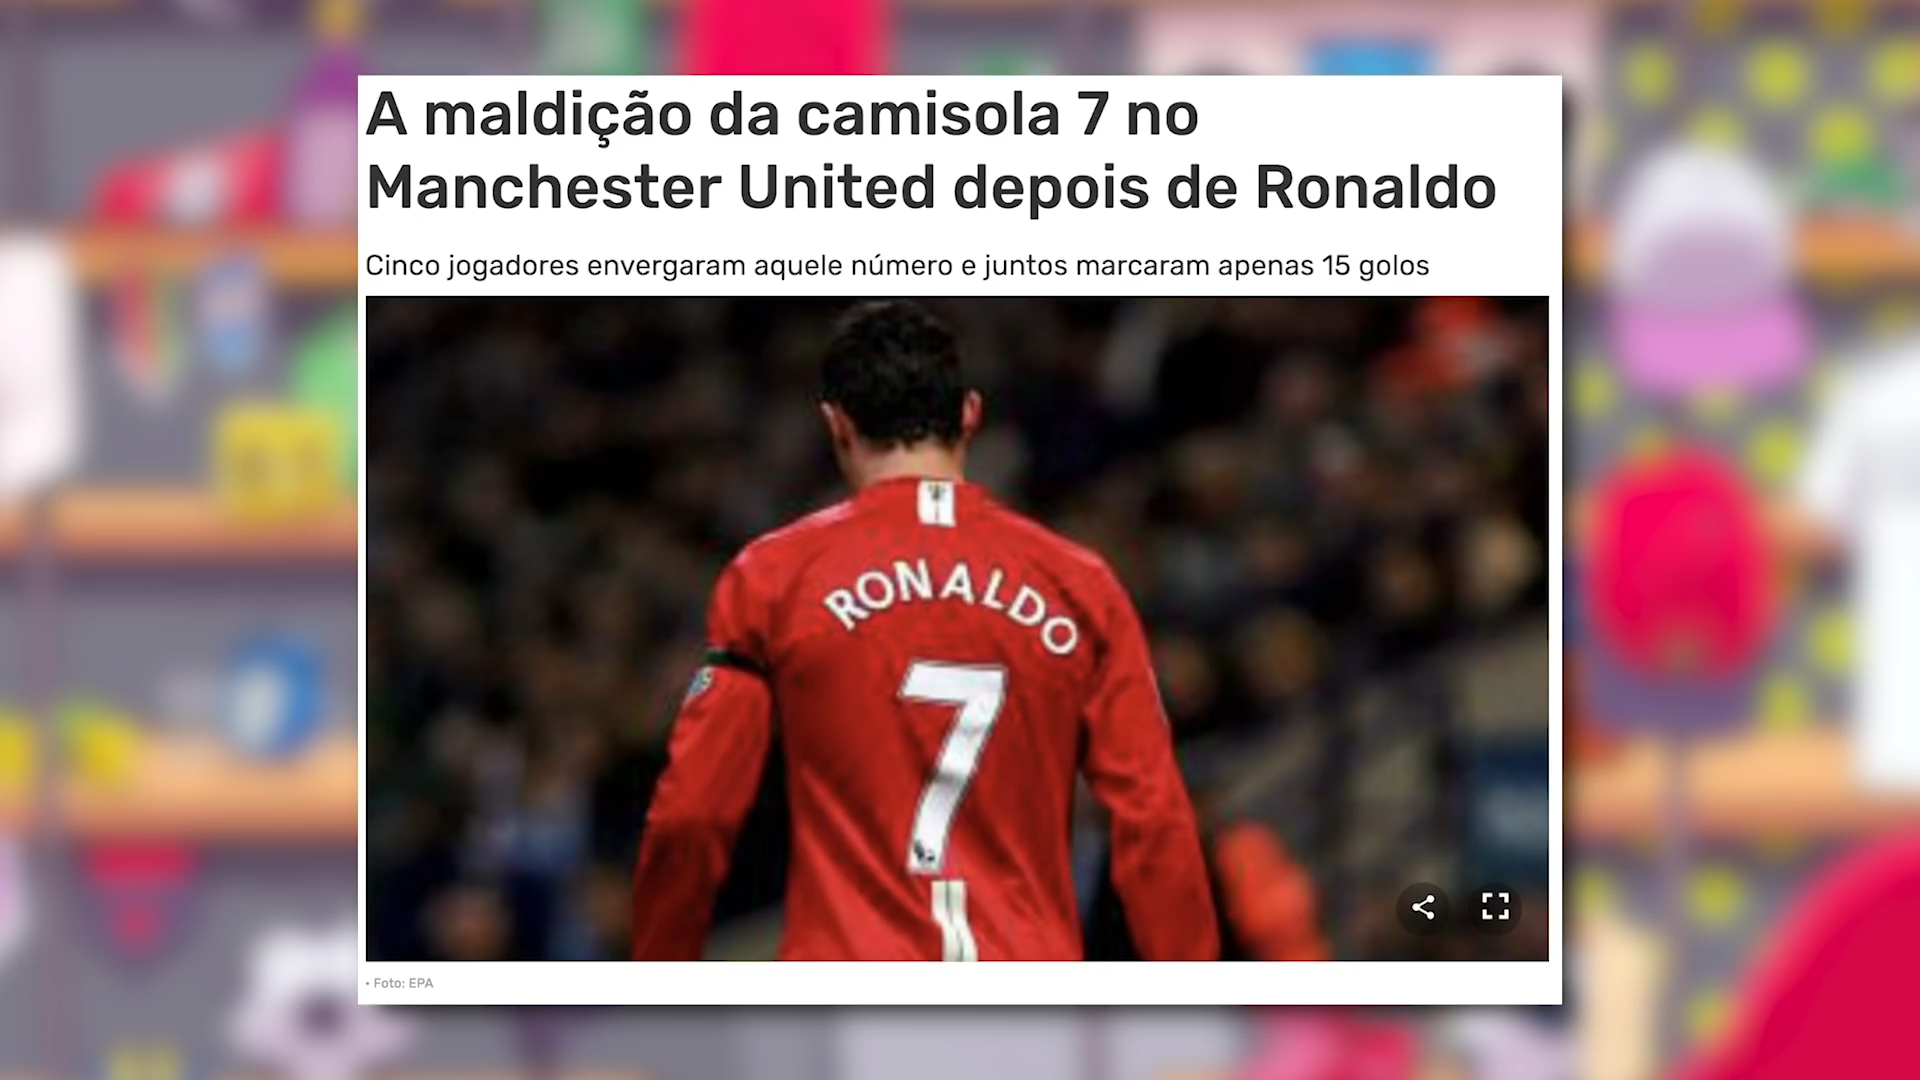 A maldição da camisola 7 no
Manchester United depois de Ronaldo
Cinco jogadores envergaram aquele número e juntos marcaram apenas 15 golos
RONALDO
7
• Foto: EPA